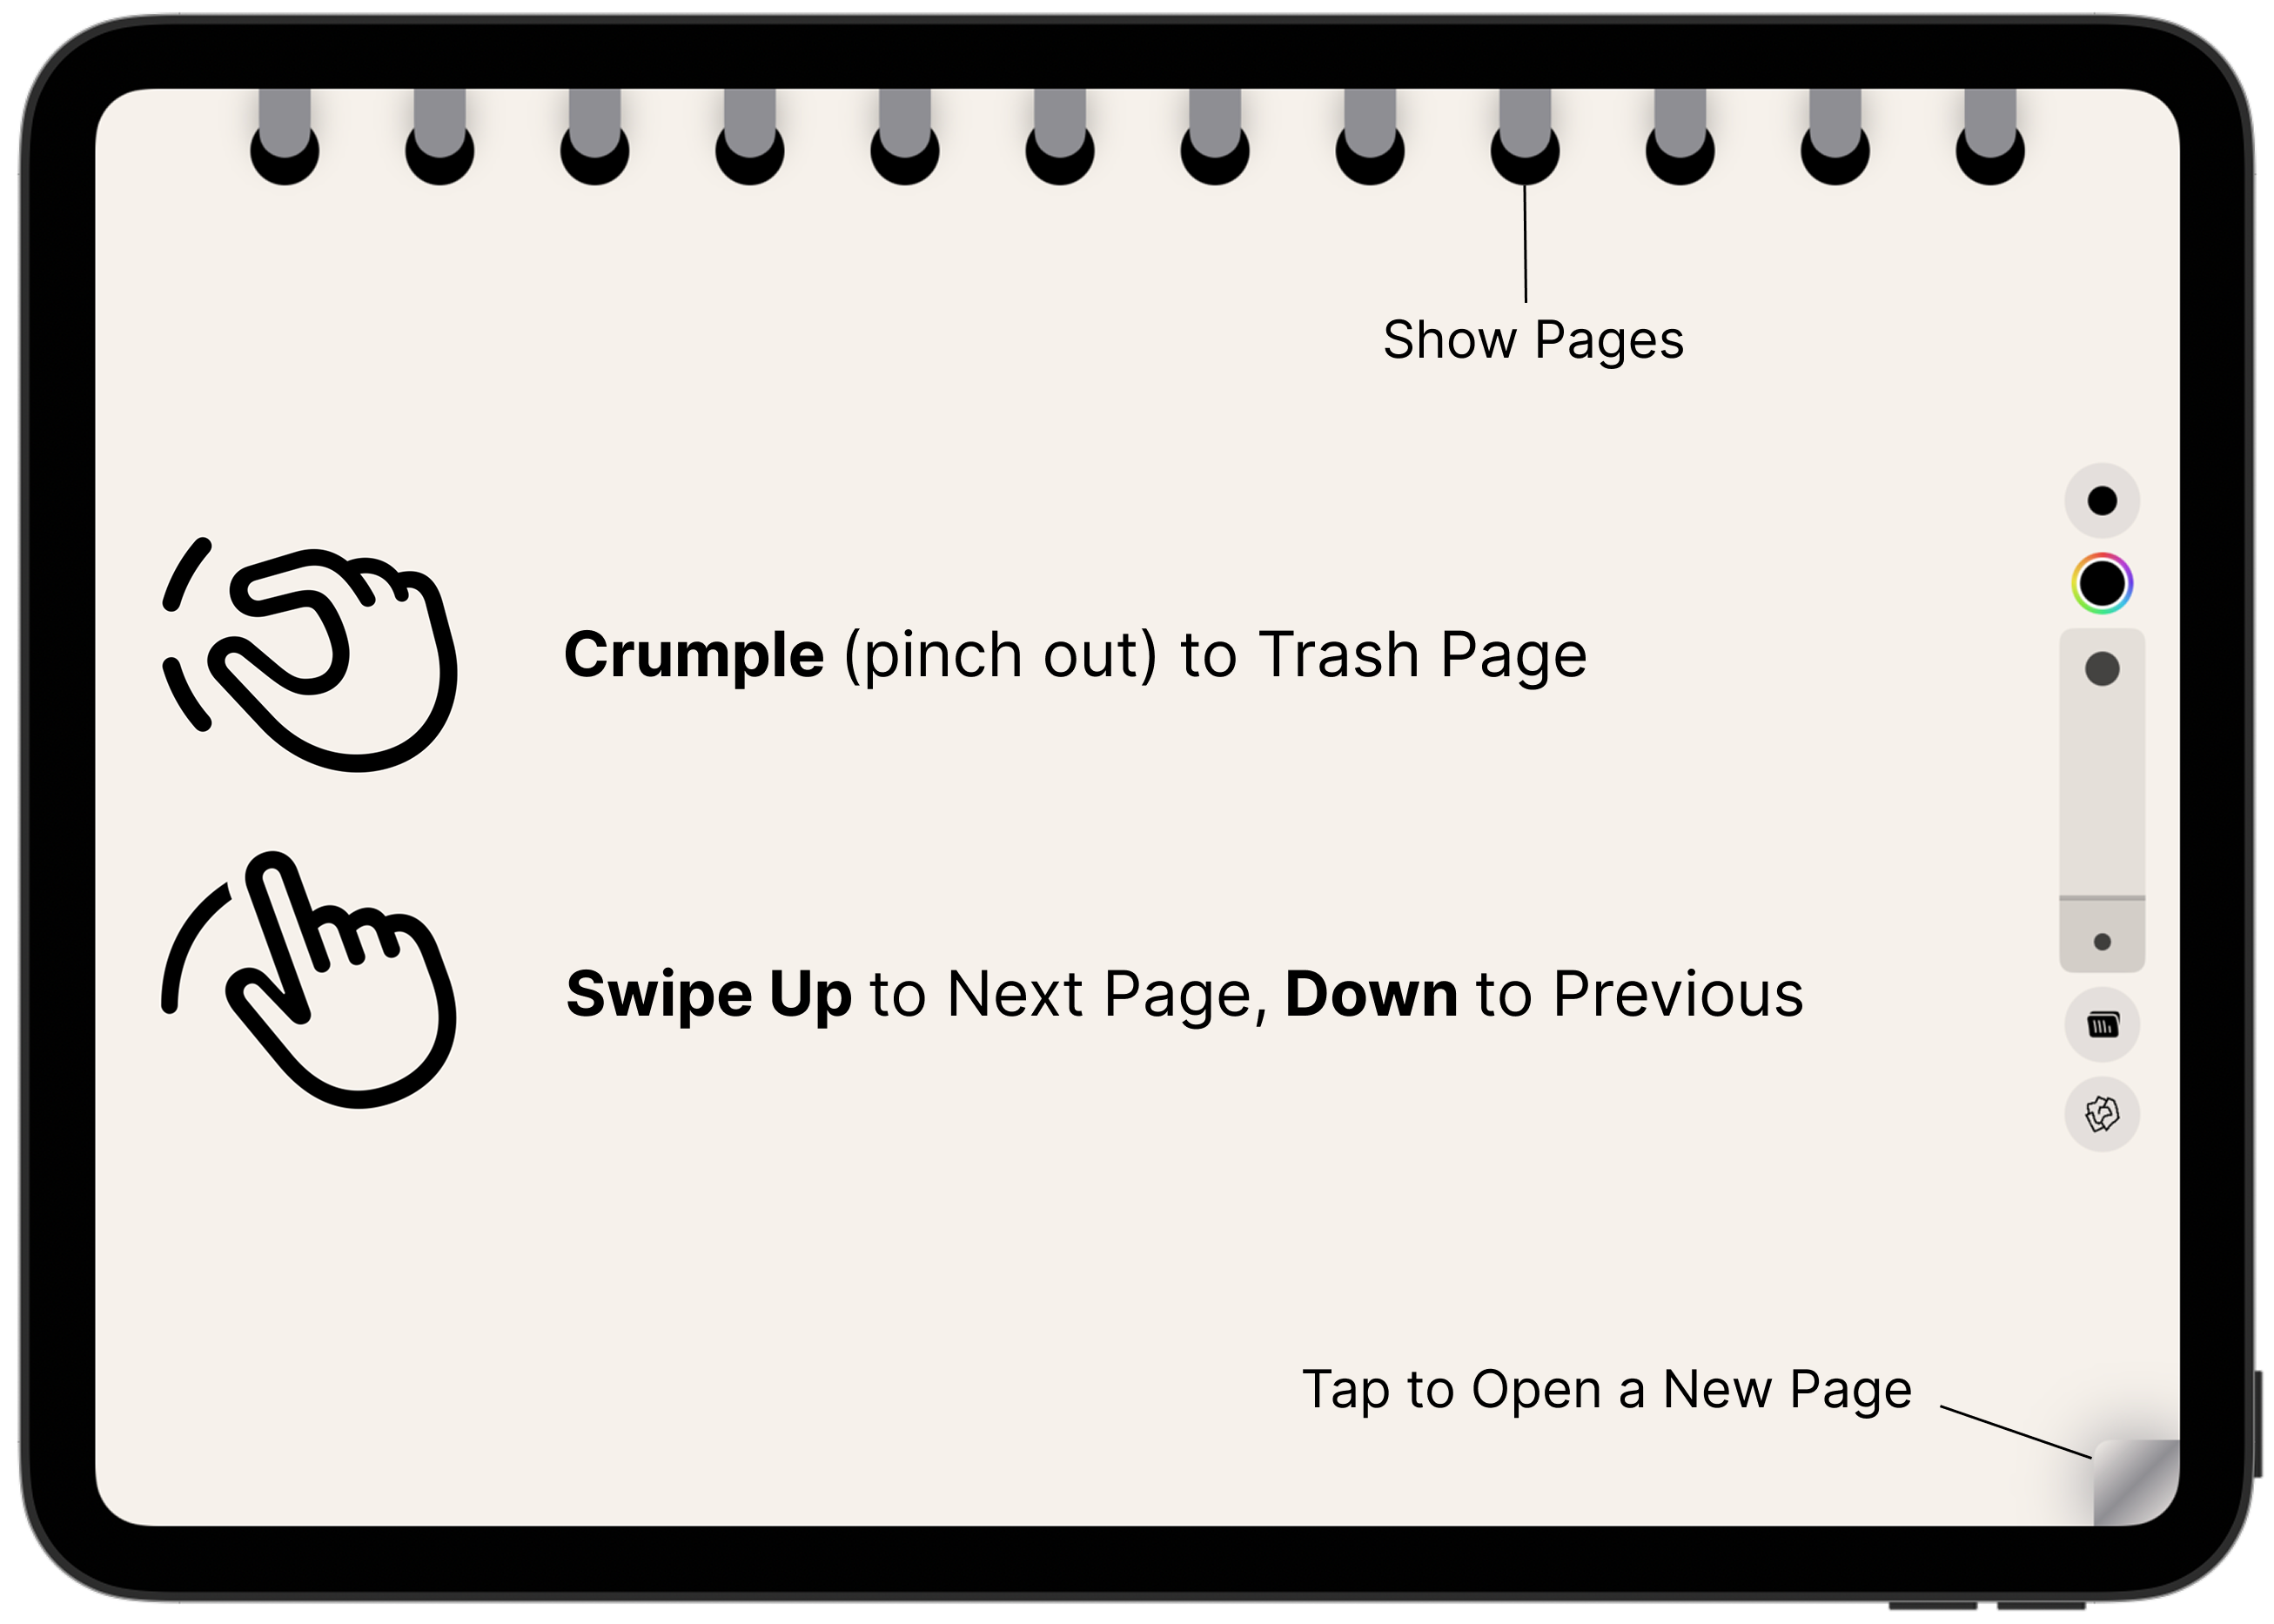 Show Pages
Crumple (pinch out) to Trash Page
Swipe Up to Next Page, Down to Previous
Tap to Open a New Page